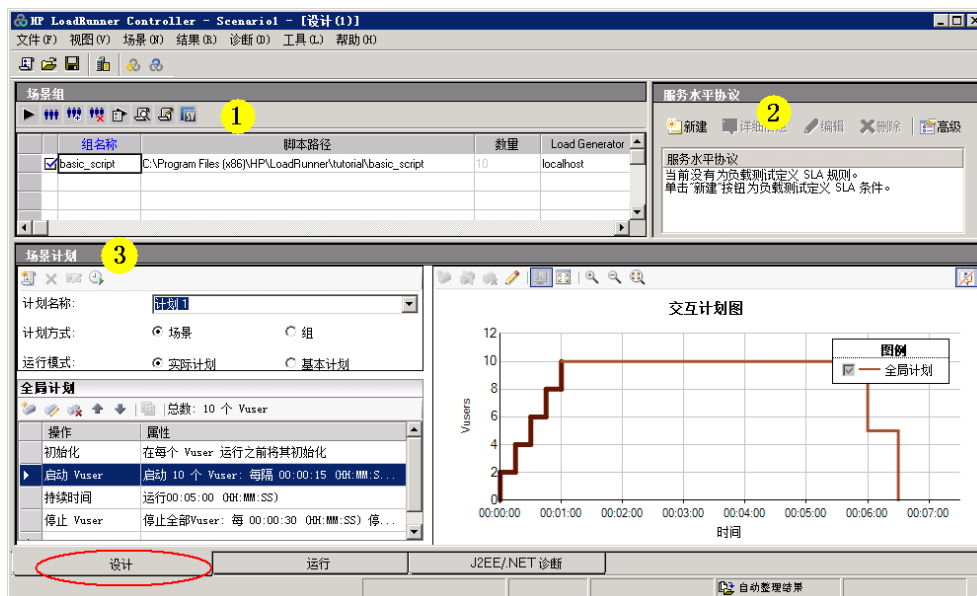 HP LoadRunner Controller - Scenario1 - [设计(1)]
文件(F) 视图(V) 场景(N) 结果(R) 诊断(D) 工具(L) 帮助(H)
场景组
1
组名称 脚本路径 数量 Load Generator
basic_script C:\Program Files (x86)\HP\LoadRunner\tutorial\basic_script 10 localhost
服务水平协议
2
新建 详细信息 编辑 删除 高级
服务水平协议
当前没有为负载测试定义 SLA 规则。
单击"新建"按钮为负载测试定义 SLA 条件。
场景计划
3
计划名称: 计划 1
计划方式: 场景 组
运行模式: 实际计划 基本计划
全局计划
总数: 10 个 Vuser
操作 属性
初始化 在每个 Vuser 运行之前将其初始化
启动 Vuser 启动 10 个 Vuser: 每隔 00:00:15 (HH:MM:S...
持续时间 运行00:05:00 (HH:MM:SS)
停止 Vuser 停止全部Vuser: 每 00:00:30 (HH:MM:SS) 停...
交互计划图
图例
全局计划
Vusers
12
10
8
6
4
2
0
00:00:00 00:01:00 00:02:00 00:03:00 00:04:00 00:05:00 00:06:00 00:07:00
时间
设计 运行 J2EE/.NET 诊断
自动整理结果